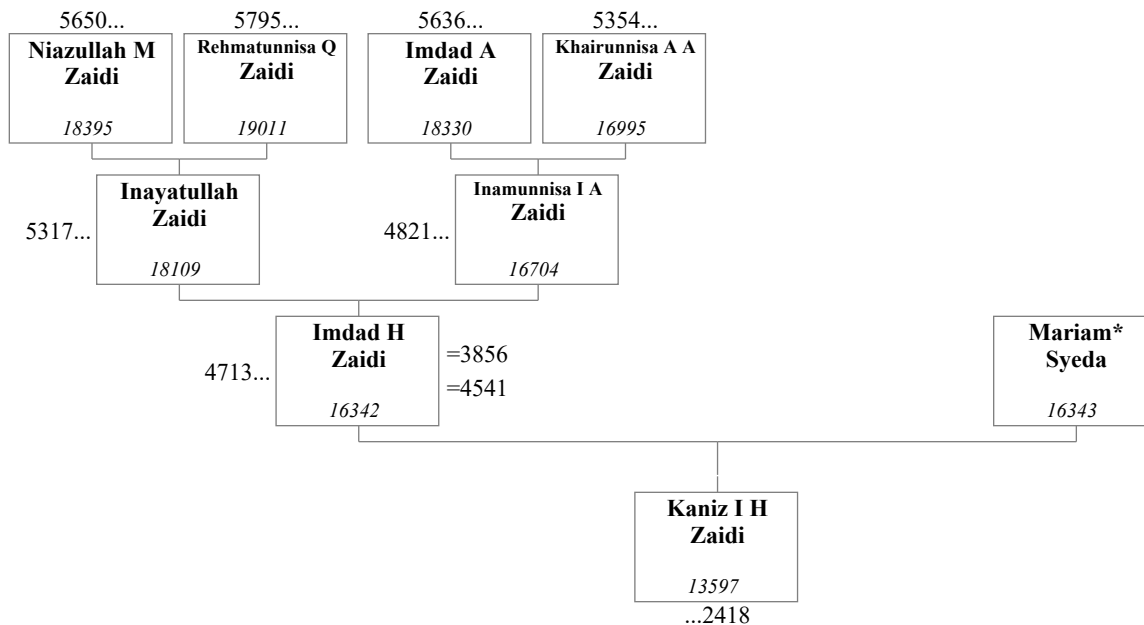 5650...
5795...
5636...
5354...
Niazullah M
Zaidi
18395
Rehmatunnisa Q
Zaidi
19011
Imdad A
Zaidi
18330
Khairunnisa A A
Zaidi
16995
5317...
Inayatullah
Zaidi
18109
4821...
Inamunnisa I A
Zaidi
16704
4713...
Imdad H
Zaidi
16342
=3856
=4541
Mariam*
Syeda
16343
Kaniz I H
Zaidi
13597
...2418